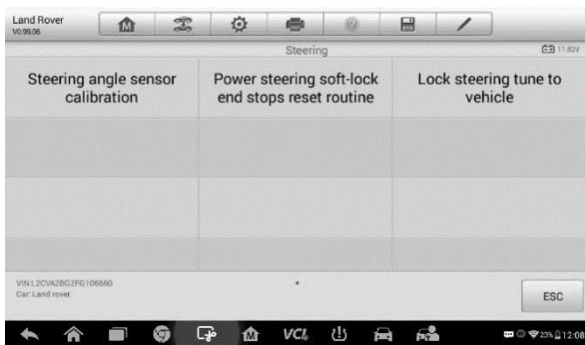 Land Rover
V0.99.06
Steering
11.82V
Steering angle sensor
calibration
Power steering soft-lock
end stops reset routine
Lock steering tune to
vehicle
VIN:L2CVA2BG2FG106660
Car: Land rover
ESC
VCI
23%
12:08